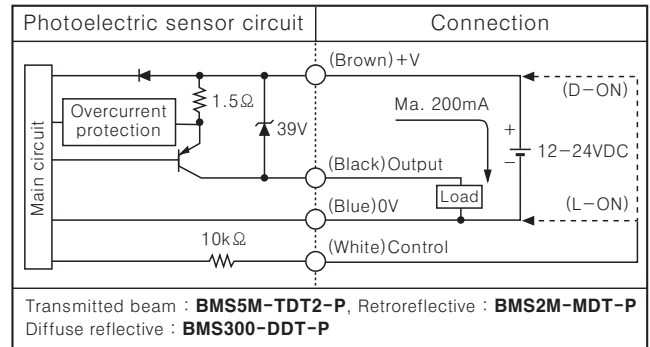 Photoelectric sensor circuit
Connection
(Brown)+V
(D-ON)
1.5Ω
Ma. 200mA
Overcurrent
protection
39V
+
12-24VDC
-
Main circuit
(Black)Output
Load
(Blue)0V
(L-ON)
10kΩ
(White)Control
Transmitted beam : BMS5M-TDT2-P, Retroreflective : BMS2M-MDT-P
Diffuse reflective : BMS300-DDT-P